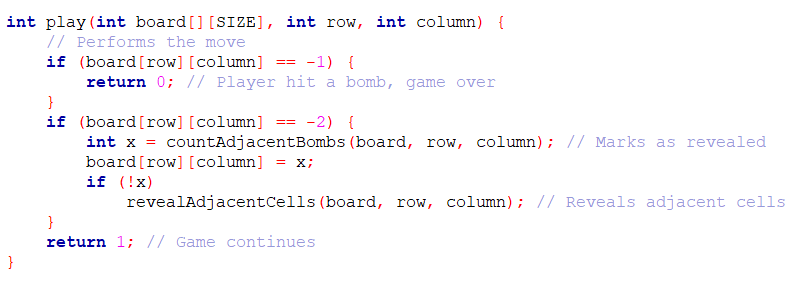 int play(int board[][SIZE], int row, int column) {
    // Performs the move
    if (board[row][column] == -1) {
        return 0; // Player hit a bomb, game over
    }
    if (board[row][column] == -2) {
        int x = countAdjacentBombs(board, row, column); // Marks as revealed
        board[row][column] = x;
        if (!x)
            revealAdjacentCells(board, row, column); // Reveals adjacent cells
    }
    return 1; // Game continues
}